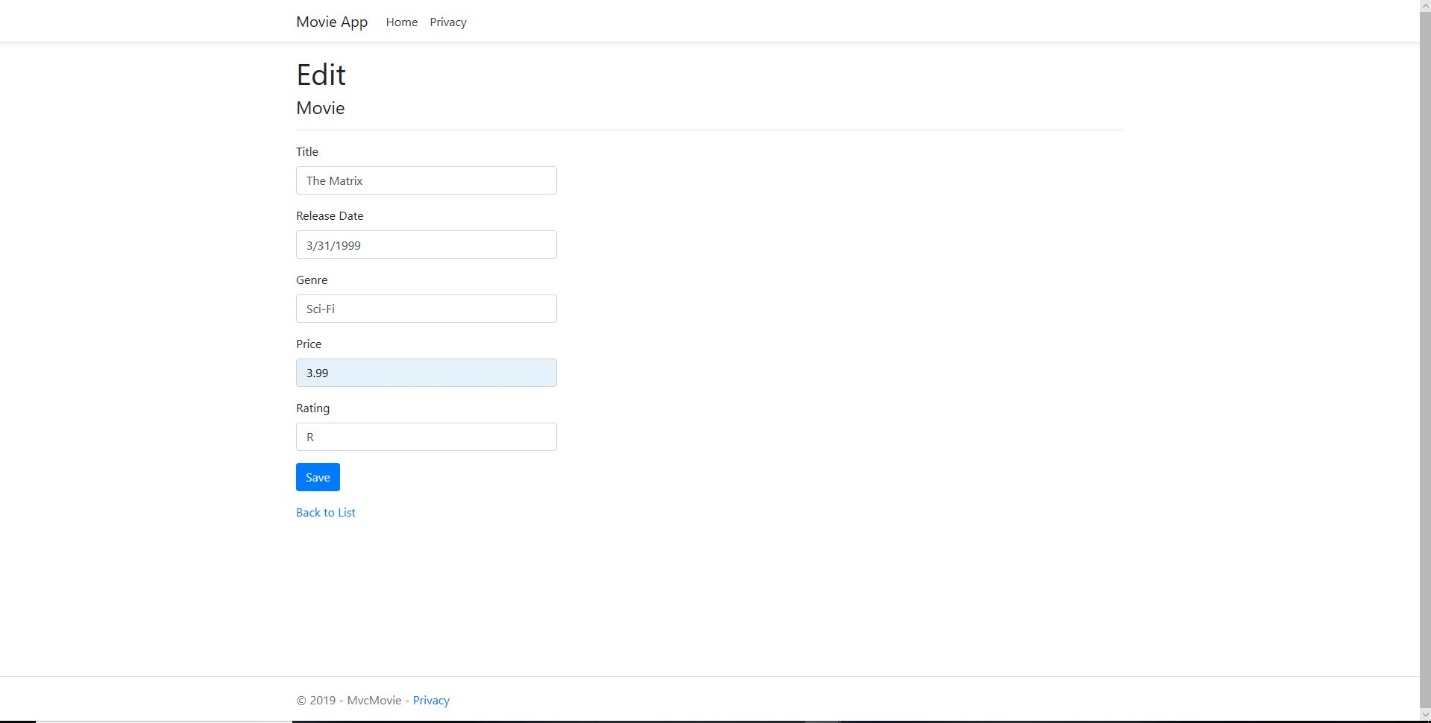 Movie App Home Privacy
Edit
Movie
Title
The Matrix
Release Date
3/31/1999
Genre
Sci-Fi
Price
3.99
Rating
R
Save
Back to List
© 2019 - MvcMovie - Privacy